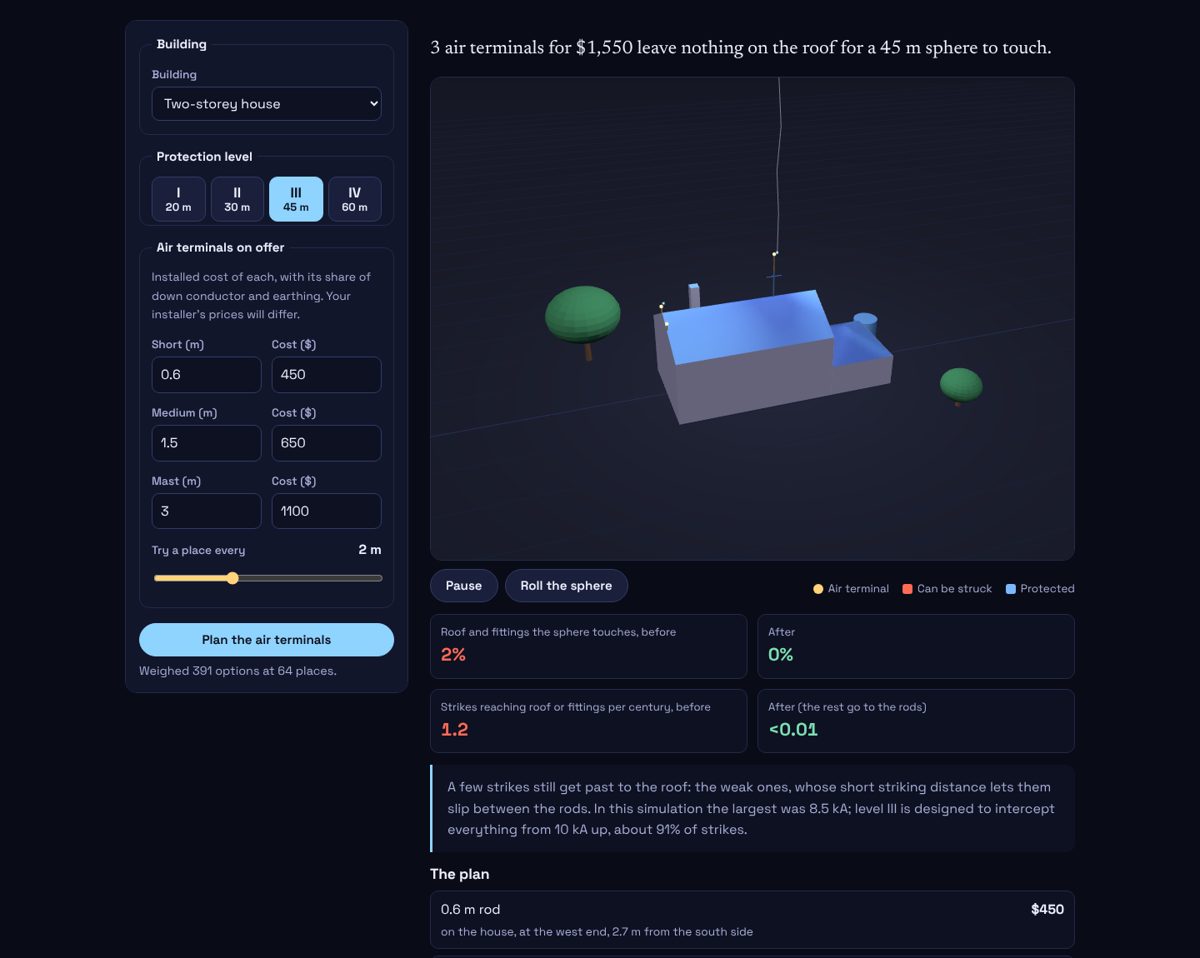 Building
Building
Two-storey house
Protection level
I
20 m
II
30 m
III
45 m
IV
60 m
Air terminals on offer
Installed cost of each, with its share of
down conductor and earthing. Your
installer's prices will differ.
Short (m)
Cost ($)
0.6
450
Medium (m)
Cost ($)
1.5
650
Mast (m)
Cost ($)
3
1100
Try a place every
2 m
Plan the air terminals
Weighed 391 options at 64 places.
3 air terminals for $1,550 leave nothing on the roof for a 45 m sphere to touch.
Pause
Roll the sphere
Air terminal
Can be struck
Protected
Roof and fittings the sphere touches, before
2%
After
0%
Strikes reaching roof or fittings per century, before
1.2
After (the rest go to the rods)
<0.01
A few strikes still get past to the roof: the weak ones, whose short striking distance lets them
slip between the rods. In this simulation the largest was 8.5 kA; level III is designed to intercept
everything from 10 kA up, about 91% of strikes.
The plan
0.6 m rod
$450
on the house, at the west end, 2.7 m from the south side